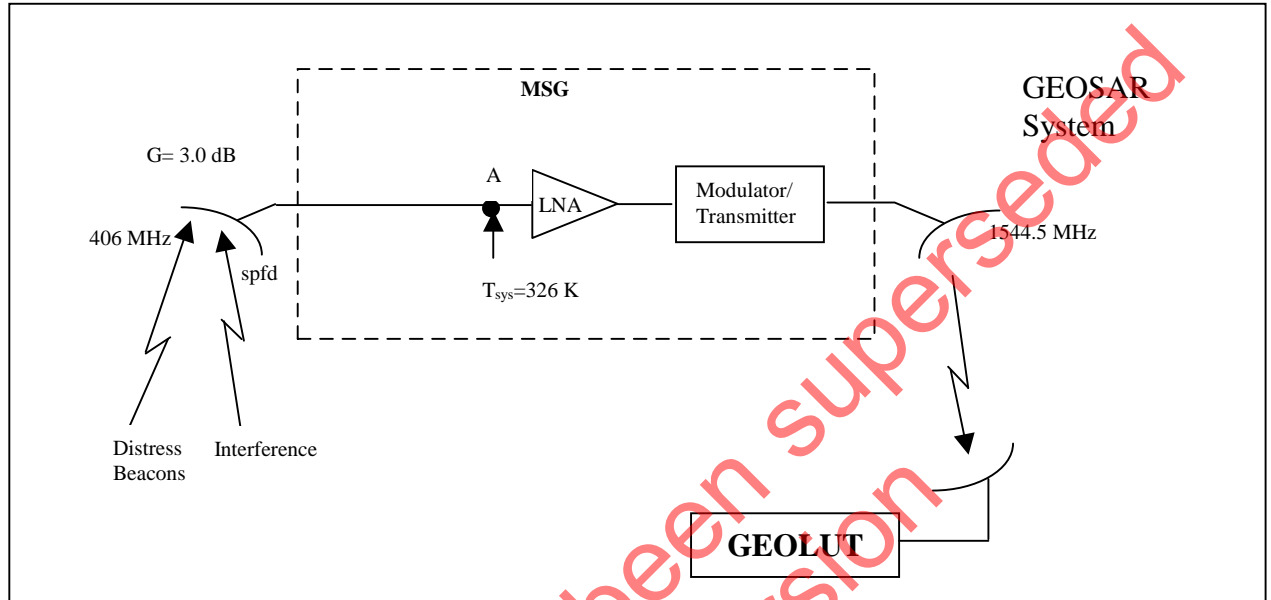 MSG
GEOSAR
System
G= 3.0 dB
A
LNA
Modulator/
Transmitter
406 MHz
1544.5 MHz
spfd
Tsys=326 K
Distress
Beacons
Interference
GEOLUT
been superseded
sion